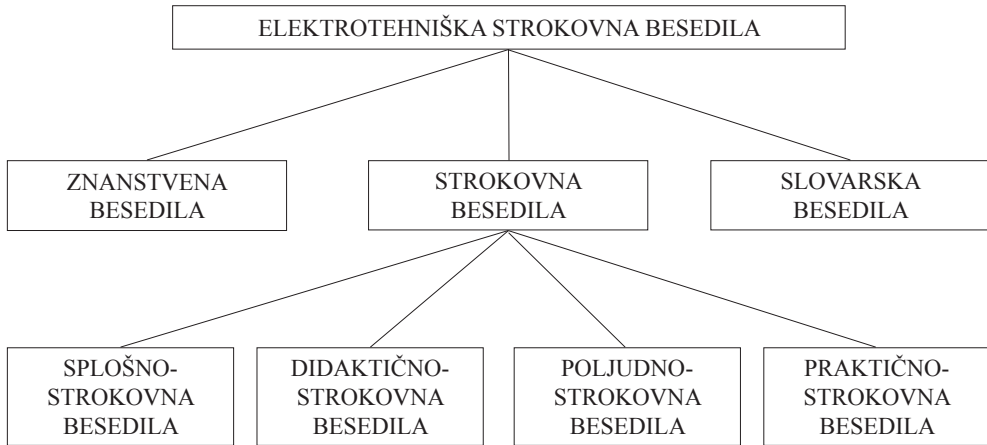 ELEKTROTEHNIŠKA STROKOVNA BESEDILA
ZNANSTVENA
BESEDILA
STROKOVNA
BESEDILA
SLOVARSKA
BESEDILA
SPLOŠNO-
STROKOVNA
BESEDILA
DIDAKTIČNO-
STROKOVNA
BESEDILA
POLJUDNO-
STROKOVNA
BESEDILA
PRAKTIČNO-
STROKOVNA
BESEDILA